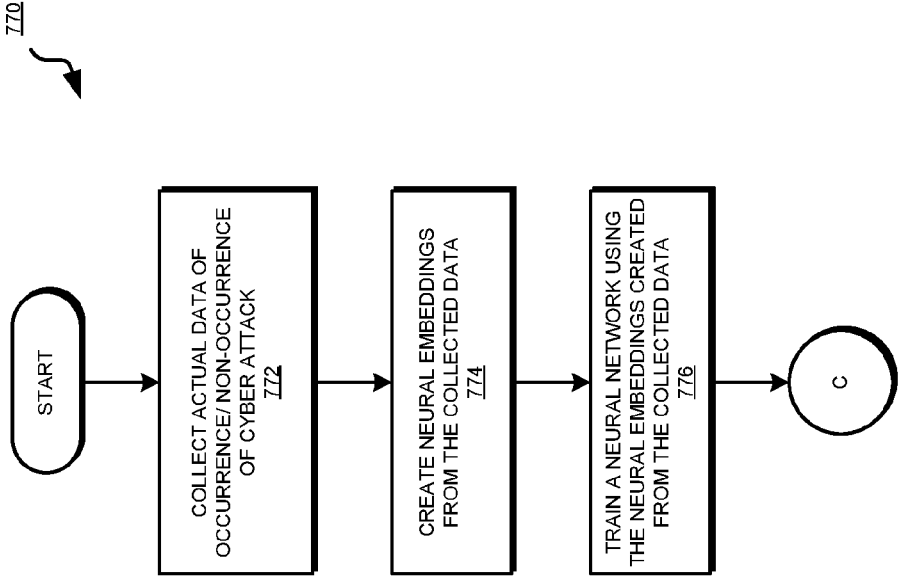 770
START
COLLECT ACTUAL DATA OF
OCCURRENCE/ NON-OCCURRENCE
OF CYBER ATTACK
772
CREATE NEURAL EMBEDDINGS
FROM THE COLLECTED DATA
774
TRAIN A NEURAL NETWORK USING
THE NEURAL EMBEDDINGS CREATED
FROM THE COLLECTED DATA
776
C